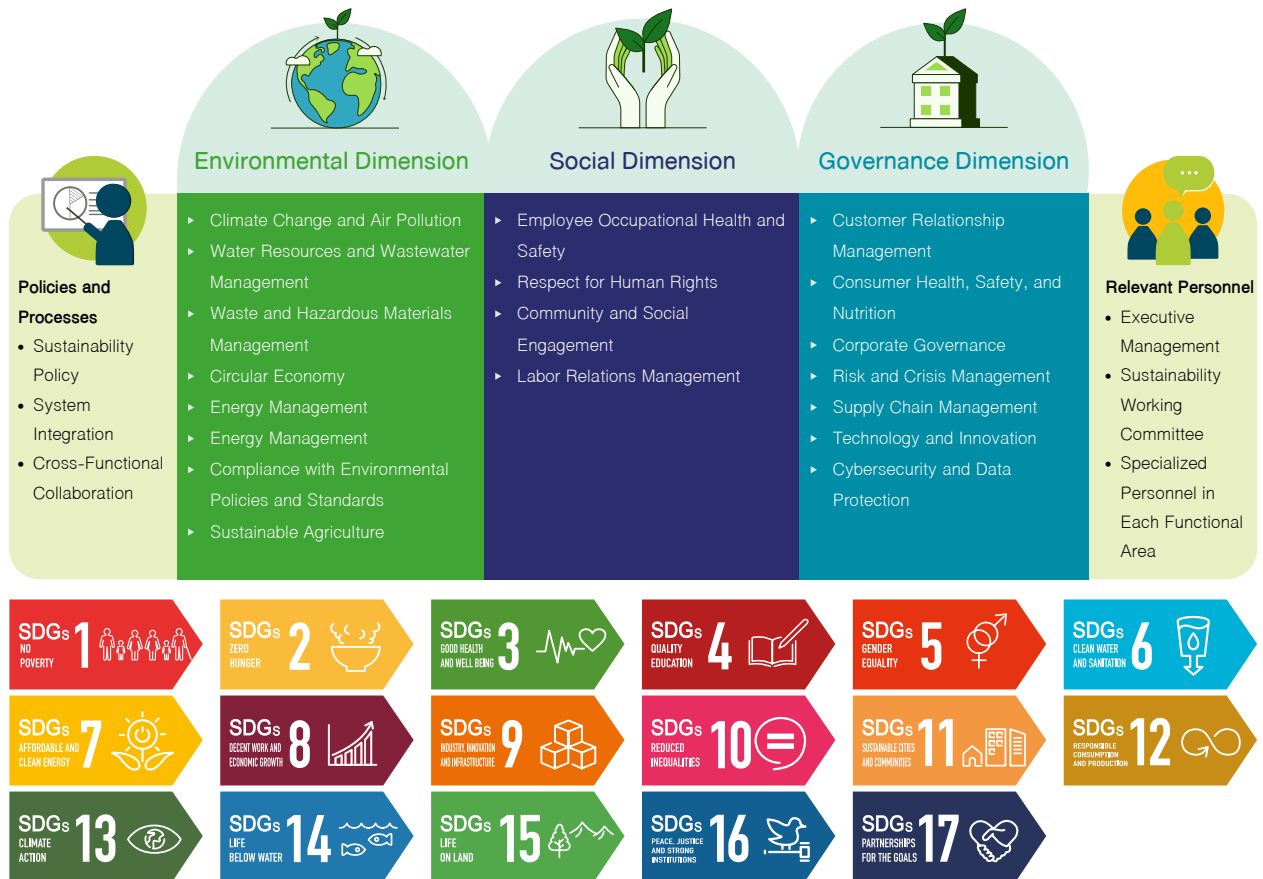 Environmental Dimension
Social Dimension
Governance Dimension
Policies and
Processes
• Sustainability
Policy
• System
Integration
• Cross-Functional
Collaboration
▸ Climate Change and Air Pollution
▸ Water Resources and Wastewater
Management
▸ Waste and Hazardous Materials
Management
▸ Circular Economy
▸ Energy Management
▸ Energy Management
▸ Compliance with Environmental
Policies and Standards
▸ Sustainable Agriculture
▸ Employee Occupational Health and
Safety
▸ Respect for Human Rights
▸ Community and Social
Engagement
▸ Labor Relations Management
▸ Customer Relationship
Management
▸ Consumer Health, Safety, and
Nutrition
▸ Corporate Governance
▸ Risk and Crisis Management
▸ Supply Chain Management
▸ Technology and Innovation
▸ Cybersecurity and Data
Protection
Relevant Personnel
• Executive
Management
• Sustainability
Working
Committee
• Specialized
Personnel in
Each Functional
Area
SDGs 1
NO
POVERTY
SDGs 2
ZERO
HUNGER
SDGs 3
GOOD HEALTH
AND WELL BEING
SDGs 4
QUALITY
EDUCATION
SDGs 5
GENDER
EQUALITY
SDGs 6
CLEAN WATER
AND SANITATION
SDGs 7
AFFORDABLE AND
CLEAN ENERGY
SDGs 8
DECENT WORK AND
ECONOMIC GROWTH
SDGs 9
INDUSTRY, INNOVATION
AND INFRASTRUCTURE
SDGs 10
REDUCED
INEQUALITIES
SDGs 11
SUSTAINABLE CITIES
AND COMMUNITIES
SDGs 12
RESPONSIBLE
CONSUMPTION
AND PRODUCTION
SDGs 13
CLIMATE
ACTION
SDGs 14
LIFE
BELOW WATER
SDGs 15
LIFE
ON LAND
SDGs 16
PEACE, JUSTICE
AND STRONG
INSTITUTIONS
SDGs 17
PARTNERSHIPS
FOR THE GOALS